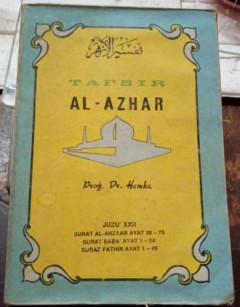 تفسير الأزهر
TAFSIR
AL-AZHAR
Prof. Dr. Hamka
JUZU' XXII
SURAT AL-AHZAAB AYAT 31 - 73
SURAT SABA' AYAT 1 - 54
SURAT FATHIR AYAT 1 - 45